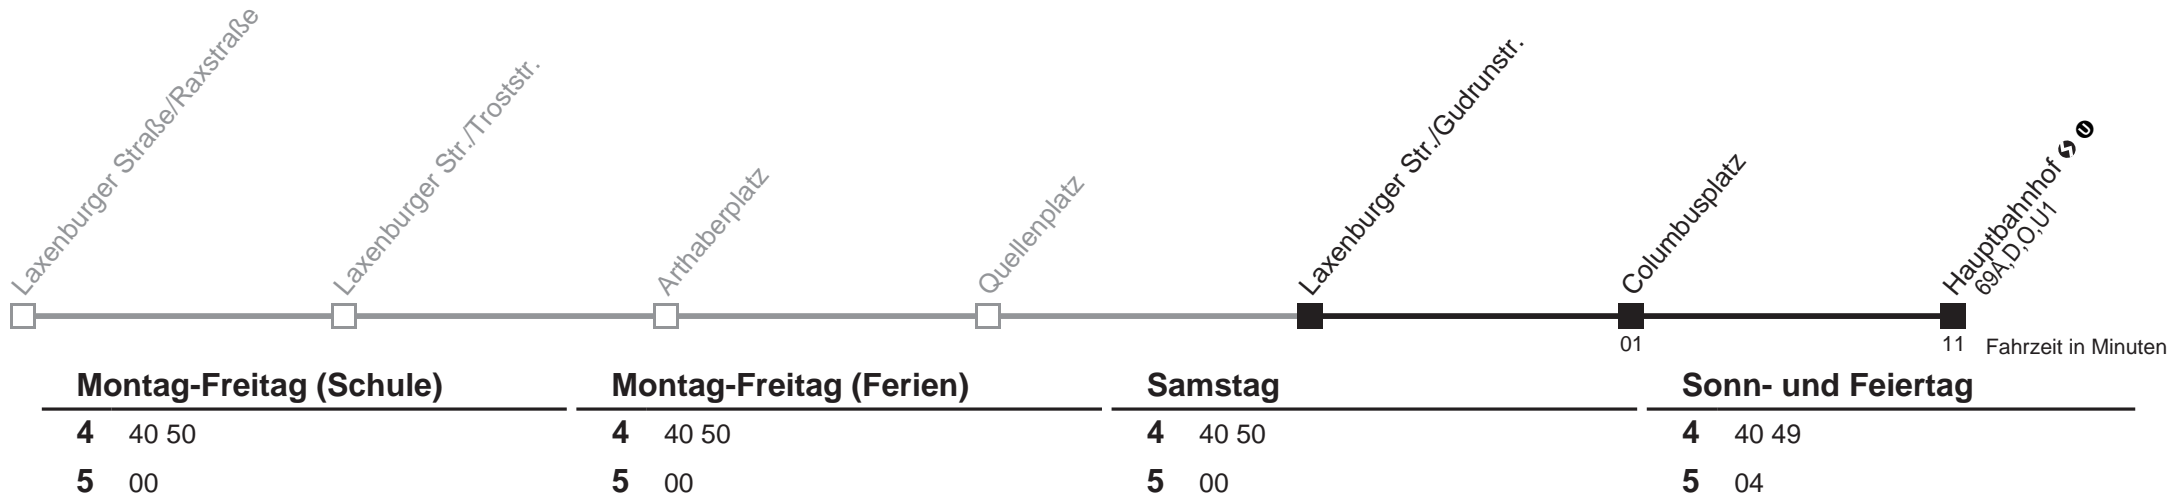 Laxenburger Straße/Raxstraße
Laxenburger Str./Troststr.
Arthaberplatz
Quellenplatz
Laxenburger Str./Gudrunstr.
Columbusplatz
Hauptbahnhof S U
69A,D,O,U1
01
11 Fahrzeit in Minuten
Montag-Freitag (Schule)
4 40 50
5 00
Montag-Freitag (Ferien)
4 40 50
5 00
Samstag
4 40 50
5 00
Sonn- und Feiertag
4 40 49
5 04